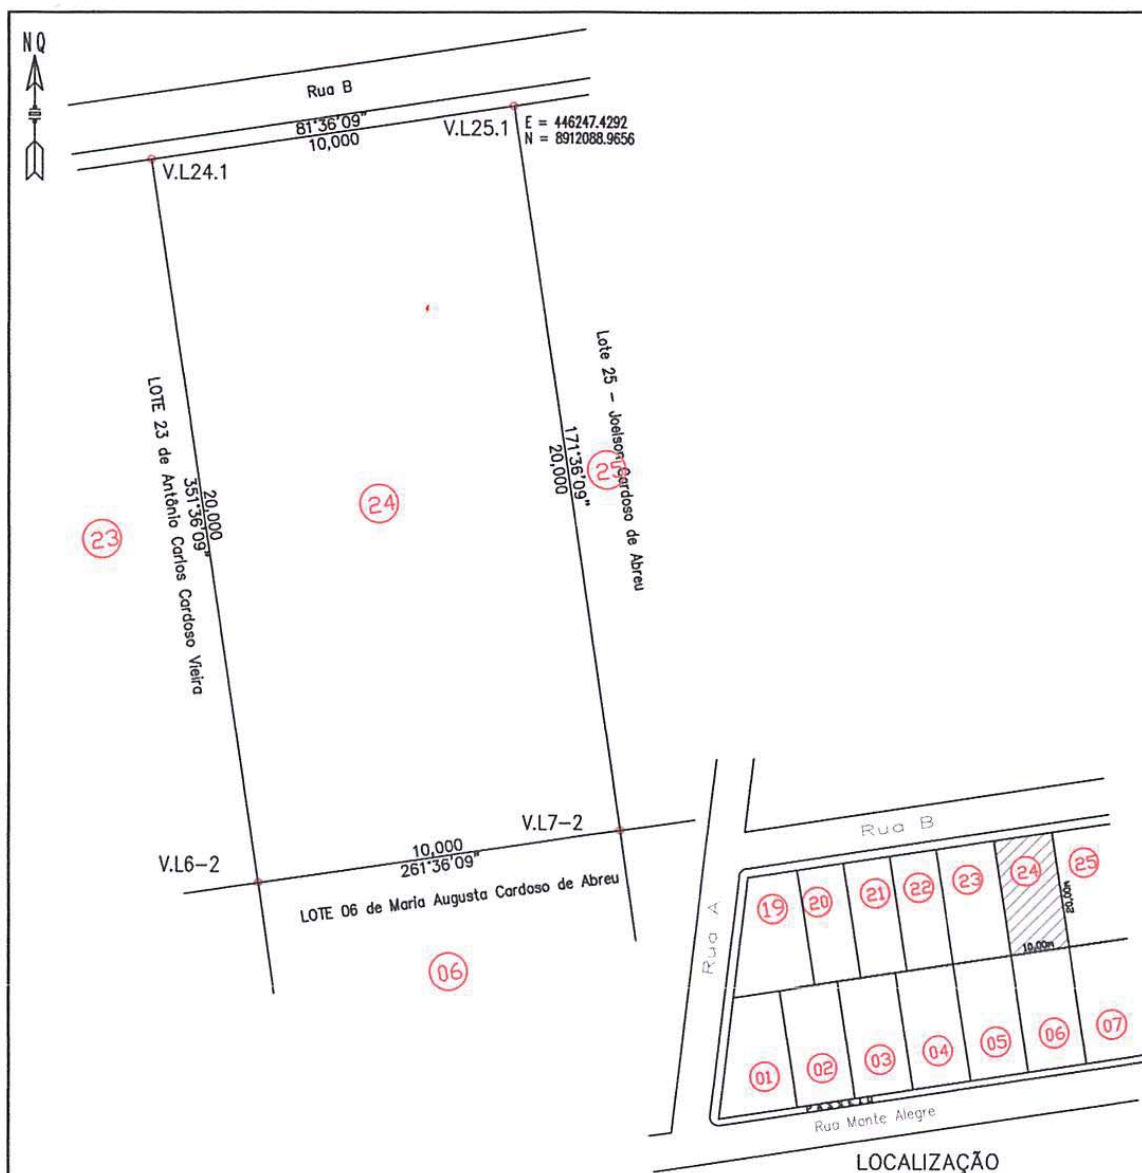 NQ
Rua B
81°36'09"
10,000
V.L25.1
E = 446247.4292
N = 8912088.9656
V.L24.1
Lote 25 - Joelson Cardoso de Abreu
171°36'09"
20,000
25
LOTE 23 de Antônio Carlos Cardoso Vieira
20,000
351°36'09"
24
23
V.L7-2
V.L6-2
10,000
261°36'09"
LOTE 06 de Maria Augusta Cardoso de Abreu
06
Rua B
Rua A
19
20
21
22
23
24
25
20,00M
10,00m
01
02
03
04
05
06
07
PASSEIO
Rua Monte Alegre
LOCALIZAÇÃO